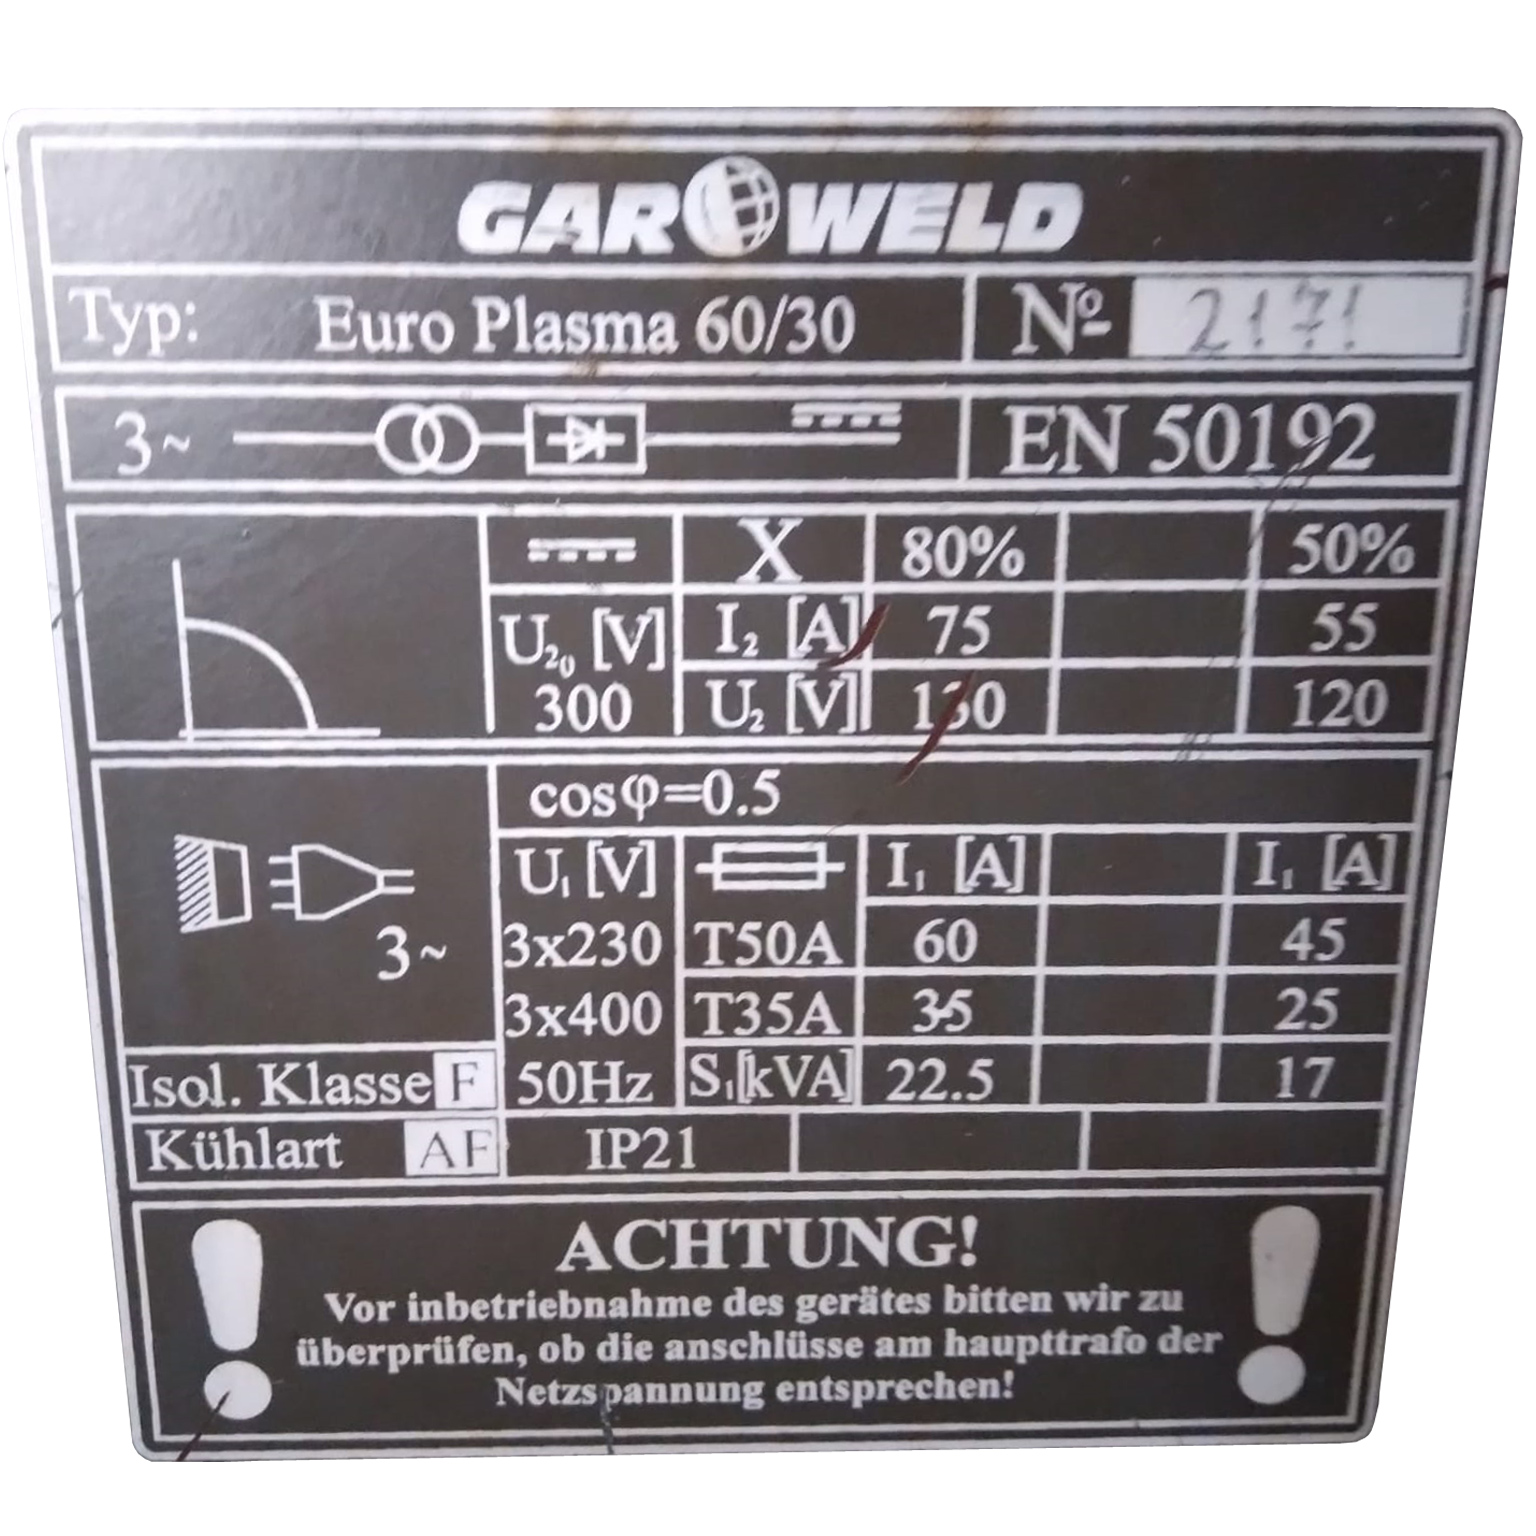 GARWELD
Typ: Euro Plasma 60/30 Nº 2171
3~ EN 50192
X 80% 50%
U₂₀ [V] I₂ [A] 75 55
300 U₂ [V] 130 120
cosφ=0.5
U₁ [V] I₁ [A] I₁ [A]
3~ 3x230 T50A 60 45
3x400 T35A 35 25
Isol. Klasse F 50Hz S₁[kVA] 22.5 17
Kühlart AF IP21
ACHTUNG!
Vor inbetriebnahme des gerätes bitten wir zu
überprüfen, ob die anschlüsse am haupttrafo der
Netzspannung entsprechen!